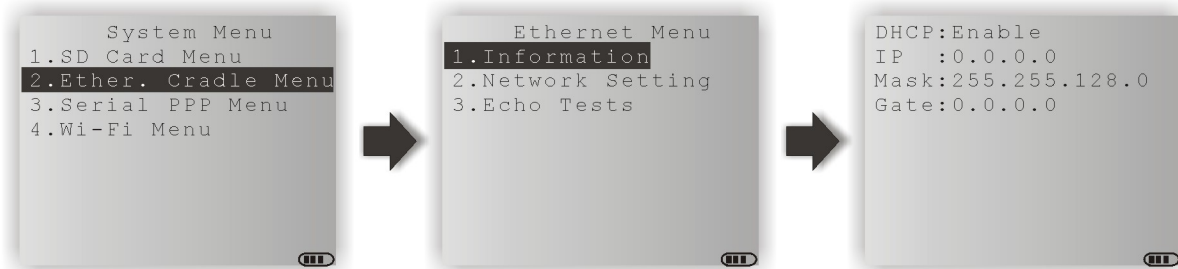 System Menu
1.SD Card Menu
2.Ether. Cradle Menu
3.Serial PPP Menu
4.Wi-Fi Menu
Ethernet Menu
1.Information
2.Network Setting
3.Echo Tests
DHCP:Enable
IP  :0.0.0.0
Mask:255.255.128.0
Gate:0.0.0.0